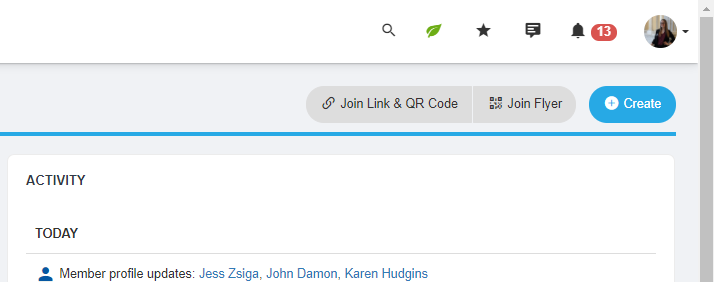 13
Join Link & QR Code Join Flyer Create
ACTIVITY
TODAY
Member profile updates: Jess Zsiga, John Damon, Karen Hudgins